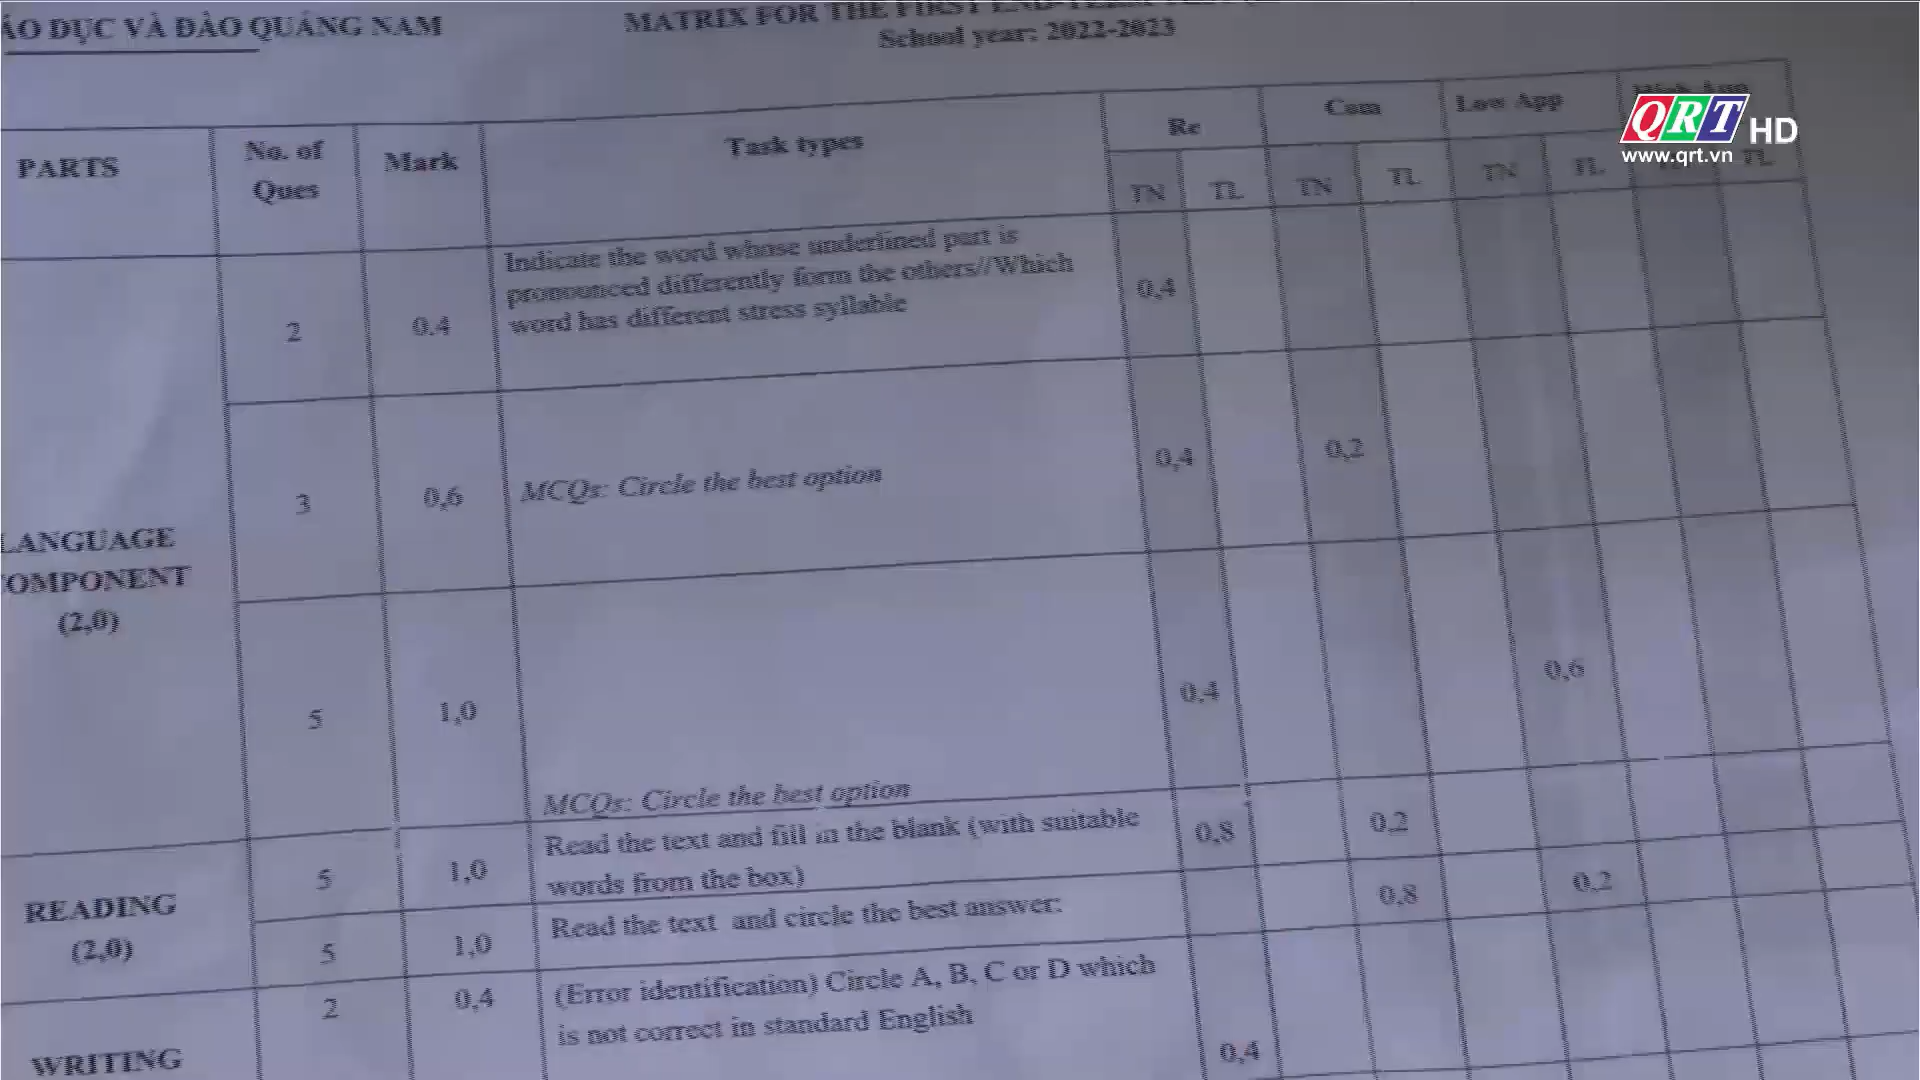 ÁO DỤC VÀ ĐÀO QUẢNG NAM
MATRIX FOR THE FIRST END-TERM TEST
School year: 2022-2023
QRT HD
www.qrt.vn
PARTS
No. of
Ques
Mark
Task types
Re
Com
Low App
TN
TL
TN
TL
TN
TL
TL
LANGUAGE
COMPONENT
(2,0)
2
0.4
Indicate the word whose underlined part is
pronounced differently form the others//Which
word has different stress syllable
0,4
3
0,6
MCQs: Circle the best option
0,4
0,2
5
1,0
MCQs: Circle the best option
0,4
0,6
READING
(2,0)
5
1,0
Read the text and fill in the blank (with suitable
words from the box)
0,8
0,2
5
1,0
Read the text and circle the best answer:
0,8
0,2
WRITING
2
0,4
(Error identification) Circle A, B, C or D which
is not correct in standard English
0,4